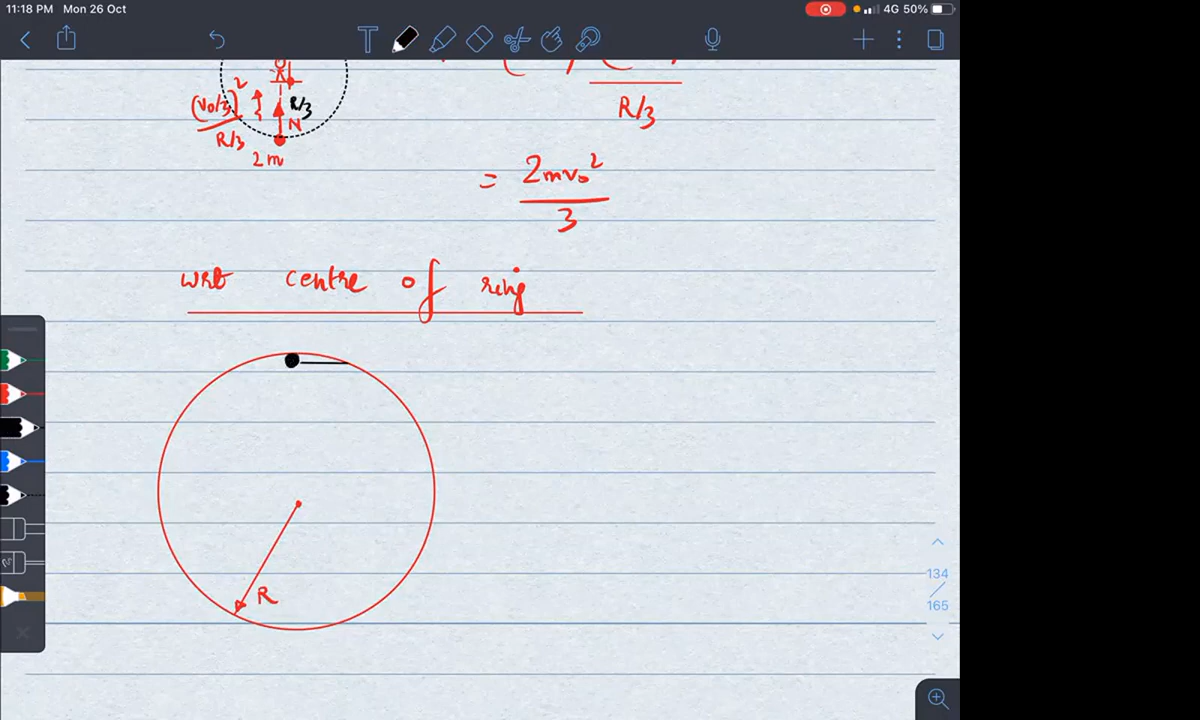 11:18 PM Mon 26 Oct
4G 50%
T
(v₀/3)²
R/3
R/3
N
2m
R/3
= 2mv₀²
3
wrt centre of ring
R
134
165